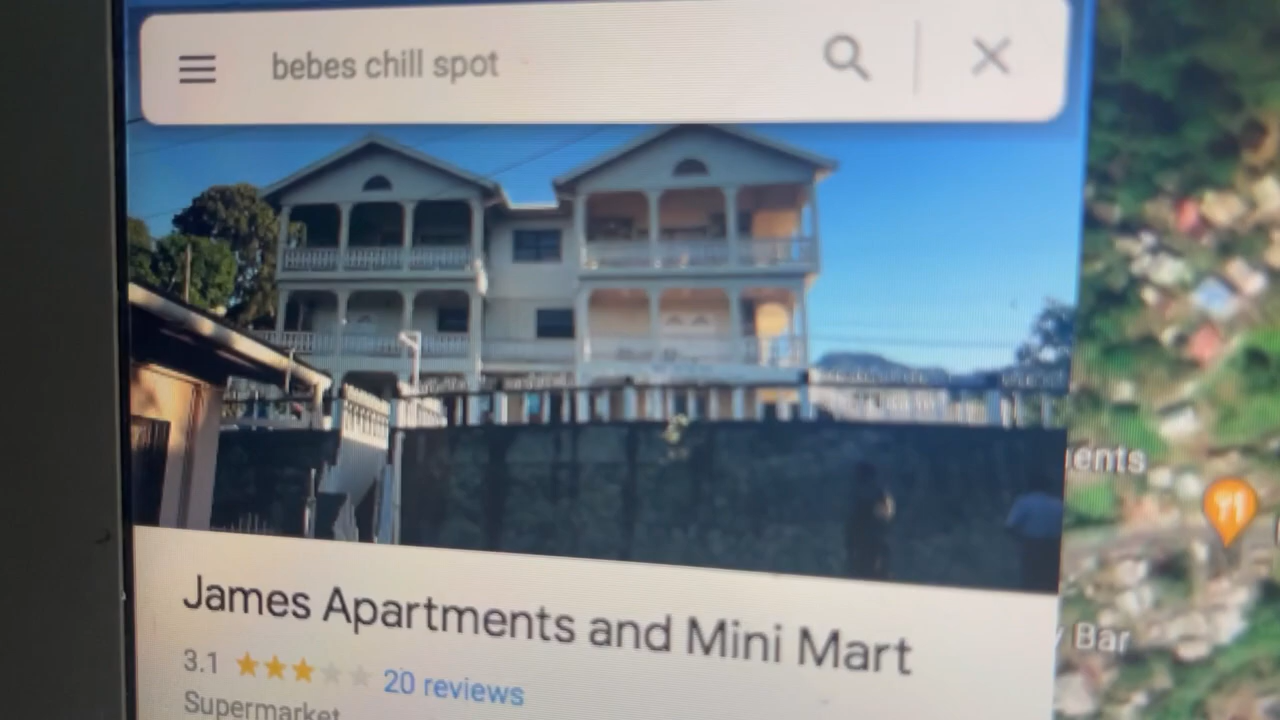 bebes chill spot
ents
Bar
James Apartments and Mini Mart
3.1
20 reviews
Supermarket